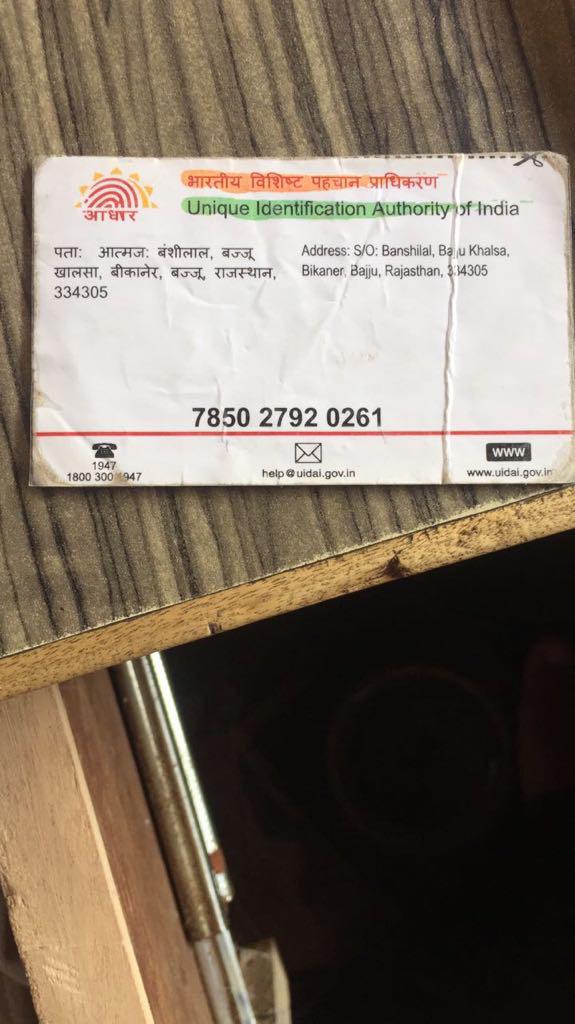 भारतीय विशिष्ट पहचान प्राधिकरण
आधार
Unique Identification Authority of India
पता: आत्मज: बंशीलाल, बज्जू
खालसा, बीकानेर, बज्जू, राजस्थान,
334305
Address: S/O: Banshilal, Bajju Khalsa,
Bikaner, Bajju, Rajasthan, 334305
7850 2792 0261
1947
1800 300 1947
help@uidai.gov.in
WWW
www.uidai.gov.in